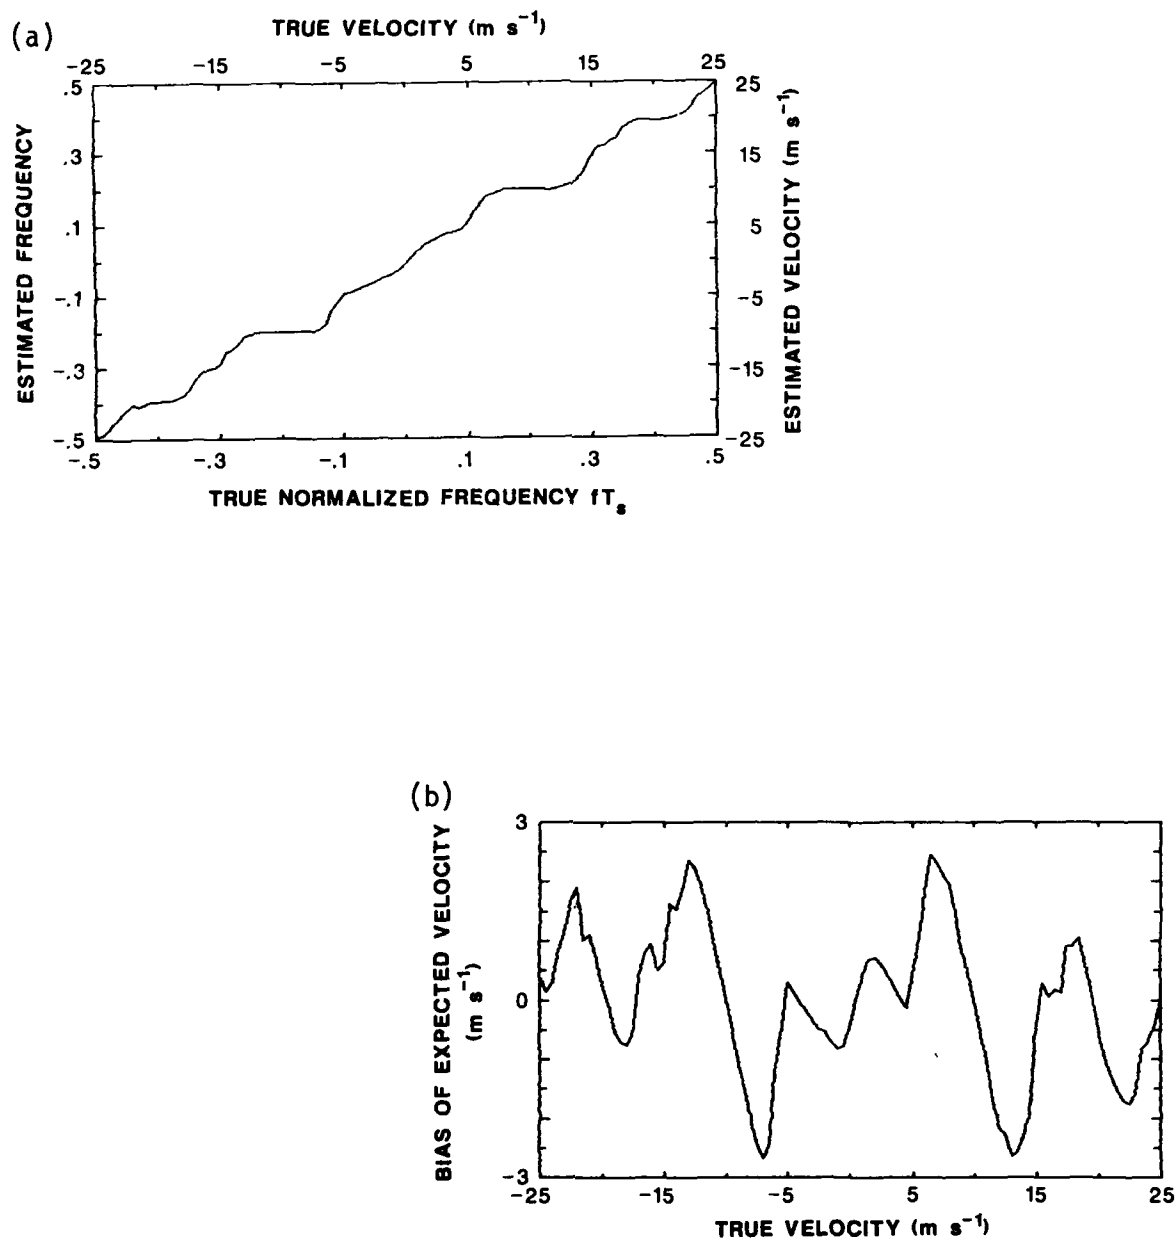 (a)
TRUE VELOCITY (m s⁻¹)
-25 -15 -5 5 15 25
.5 .3 .1 -.1 -.3 -.5
ESTIMATED FREQUENCY
25 15 5 -5 -15 -25
ESTIMATED VELOCITY (m s⁻¹)
-.5 -.3 -.1 .1 .3 .5
TRUE NORMALIZED FREQUENCY fTₛ
(b)
BIAS OF EXPECTED VELOCITY
(m s⁻¹)
3 0 -3
-25 -15 -5 5 15 25
TRUE VELOCITY (m s⁻¹)